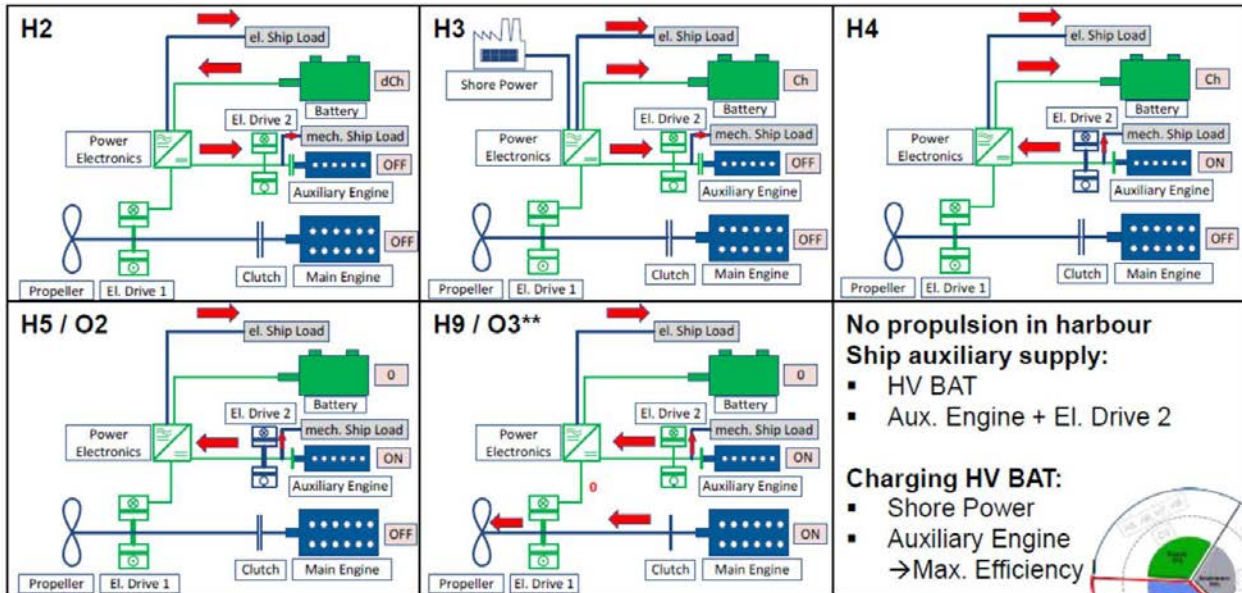 H2
el. Ship Load
dCh
Battery
El. Drive 2
Power
Electronics
mech. Ship Load
OFF
Auxiliary Engine
OFF
Clutch
Main Engine
Propeller
El. Drive 1
H3
Shore Power
el. Ship Load
Ch
Battery
El. Drive 2
Power
Electronics
mech. Ship Load
OFF
Auxiliary Engine
OFF
Clutch
Main Engine
Propeller
El. Drive 1
H4
el. Ship Load
Ch
Battery
El. Drive 2
Power
Electronics
mech. Ship Load
ON
Auxiliary Engine
OFF
Clutch
Main Engine
Propeller
El. Drive 1
H5 / O2
el. Ship Load
0
Battery
El. Drive 2
Power
Electronics
mech. Ship Load
ON
Auxiliary Engine
OFF
Clutch
Main Engine
Propeller
El. Drive 1
H9 / O3**
el. Ship Load
0
Battery
El. Drive 2
Power
Electronics
mech. Ship Load
ON
Auxiliary Engine
0
ON
Clutch
Main Engine
Propeller
El. Drive 1
No propulsion in harbour
Ship auxiliary supply:
▪ HV BAT
▪ Aux. Engine + El. Drive 2
Charging HV BAT:
▪ Shore Power
▪ Auxiliary Engine
→Max. Efficiency